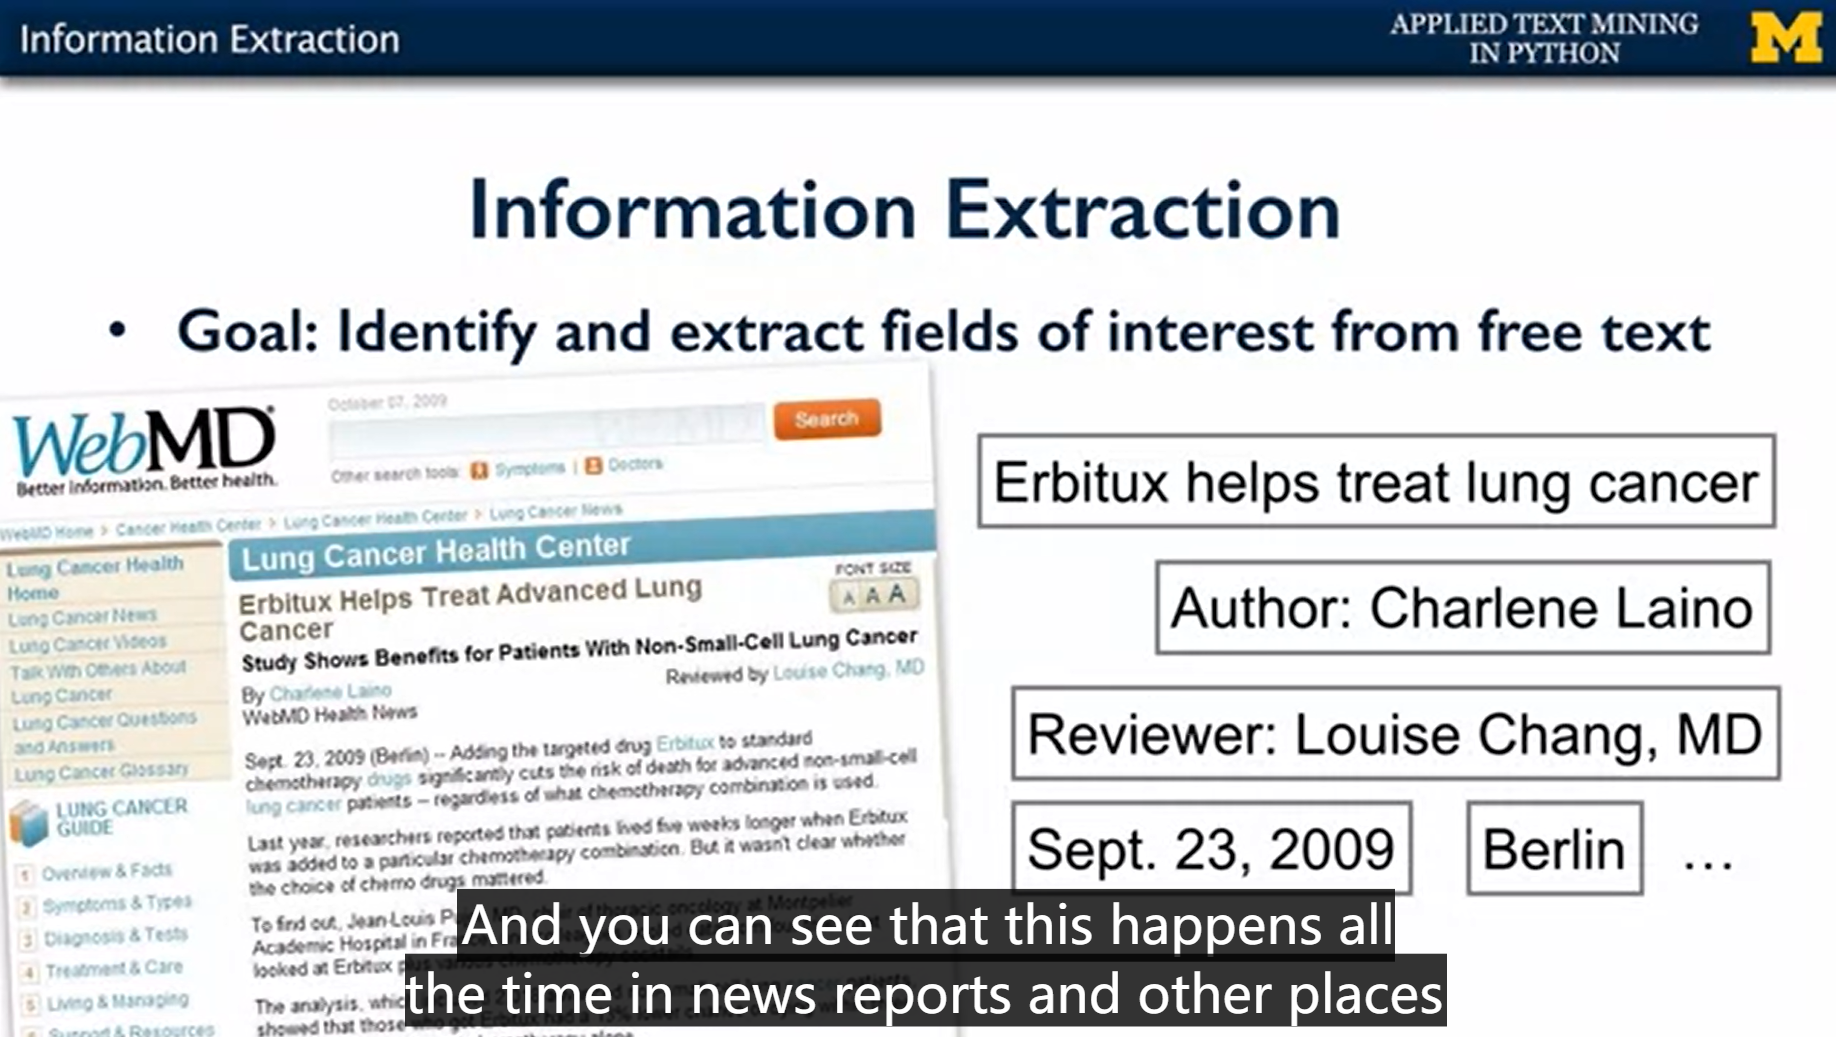 Information Extraction
APPLIED TEXT MINING
IN PYTHON
M
Information Extraction
• Goal: Identify and extract fields of interest from free text
October 07, 2009
WebMD
Better information. Better health.
Search
Other search tools: Symptoms | Doctors
WebMD Home > Cancer Health Center > Lung Cancer Health Center > Lung Cancer News
Lung Cancer Health
Home
Lung Cancer News
Lung Cancer Videos
Talk With Others About
Lung Cancer
Lung Cancer Questions
and Answers
Lung Cancer Glossary
LUNG CANCER
GUIDE
1 Overview & Facts
2 Symptoms & Types
3 Diagnosis & Tests
4 Treatment & Care
5 Living & Managing
6 Support & Resources
Lung Cancer Health Center
FONT SIZE
A A A
Erbitux Helps Treat Advanced Lung
Cancer
Study Shows Benefits for Patients With Non-Small-Cell Lung Cancer
By Charlene Laino
Reviewed by Louise Chang, MD
WebMD Health News
Sept. 23, 2009 (Berlin) -- Adding the targeted drug Erbitux to standard
chemotherapy drugs significantly cuts the risk of death for advanced non-small-cell
lung cancer patients -- regardless of what chemotherapy combination is used.
Last year, researchers reported that patients lived five weeks longer when Erbitux
was added to a particular chemotherapy combination. But it wasn't clear whether
the choice of chemo drugs mattered.
To find out, Jean-Louis of thoracic oncology at Montpelier
Academic Hospital in
looked at Erbitux plus various chemotherapy
The analysis,
showed that those who got Erbitux had a
Erbitux helps treat lung cancer
Author: Charlene Laino
Reviewer: Louise Chang, MD
Sept. 23, 2009
Berlin
...
And you can see that this happens all
the time in news reports and other places